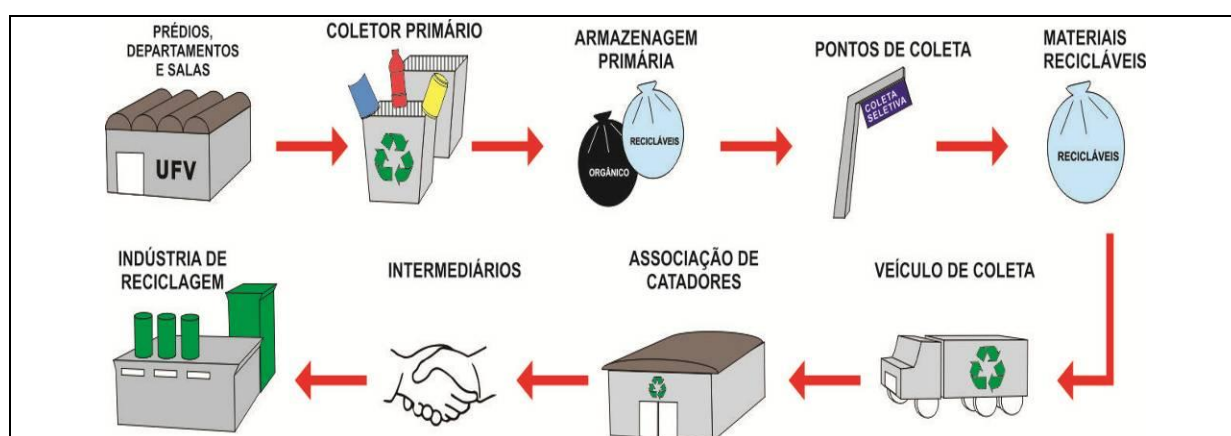 PRÉDIOS,
DEPARTAMENTOS
E SALAS
UFV
COLETOR PRIMÁRIO
ARMAZENAGEM
PRIMÁRIA
ORGÂNICO
RECICLÁVEIS
PONTOS DE COLETA
COLETA
SELETIVA
MATERIAIS
RECICLÁVEIS
RECICLÁVEIS
VEÍCULO DE COLETA
ASSOCIAÇÃO DE
CATADORES
INTERMEDIÁRIOS
INDÚSTRIA DE
RECICLAGEM